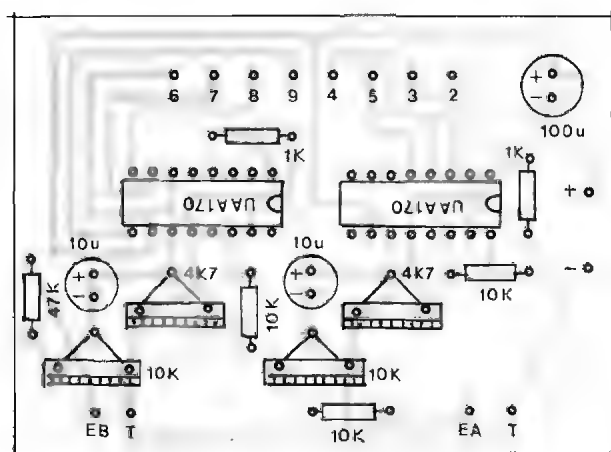 +
-
100u
6 7 8 9 4 5 3 2
1K
1K
UAA170
UAA170
+
-
10u
+
-
4K7
10u
+
-
4K7
47K
10K
10K
10K
10K
10K
EB T
EA T